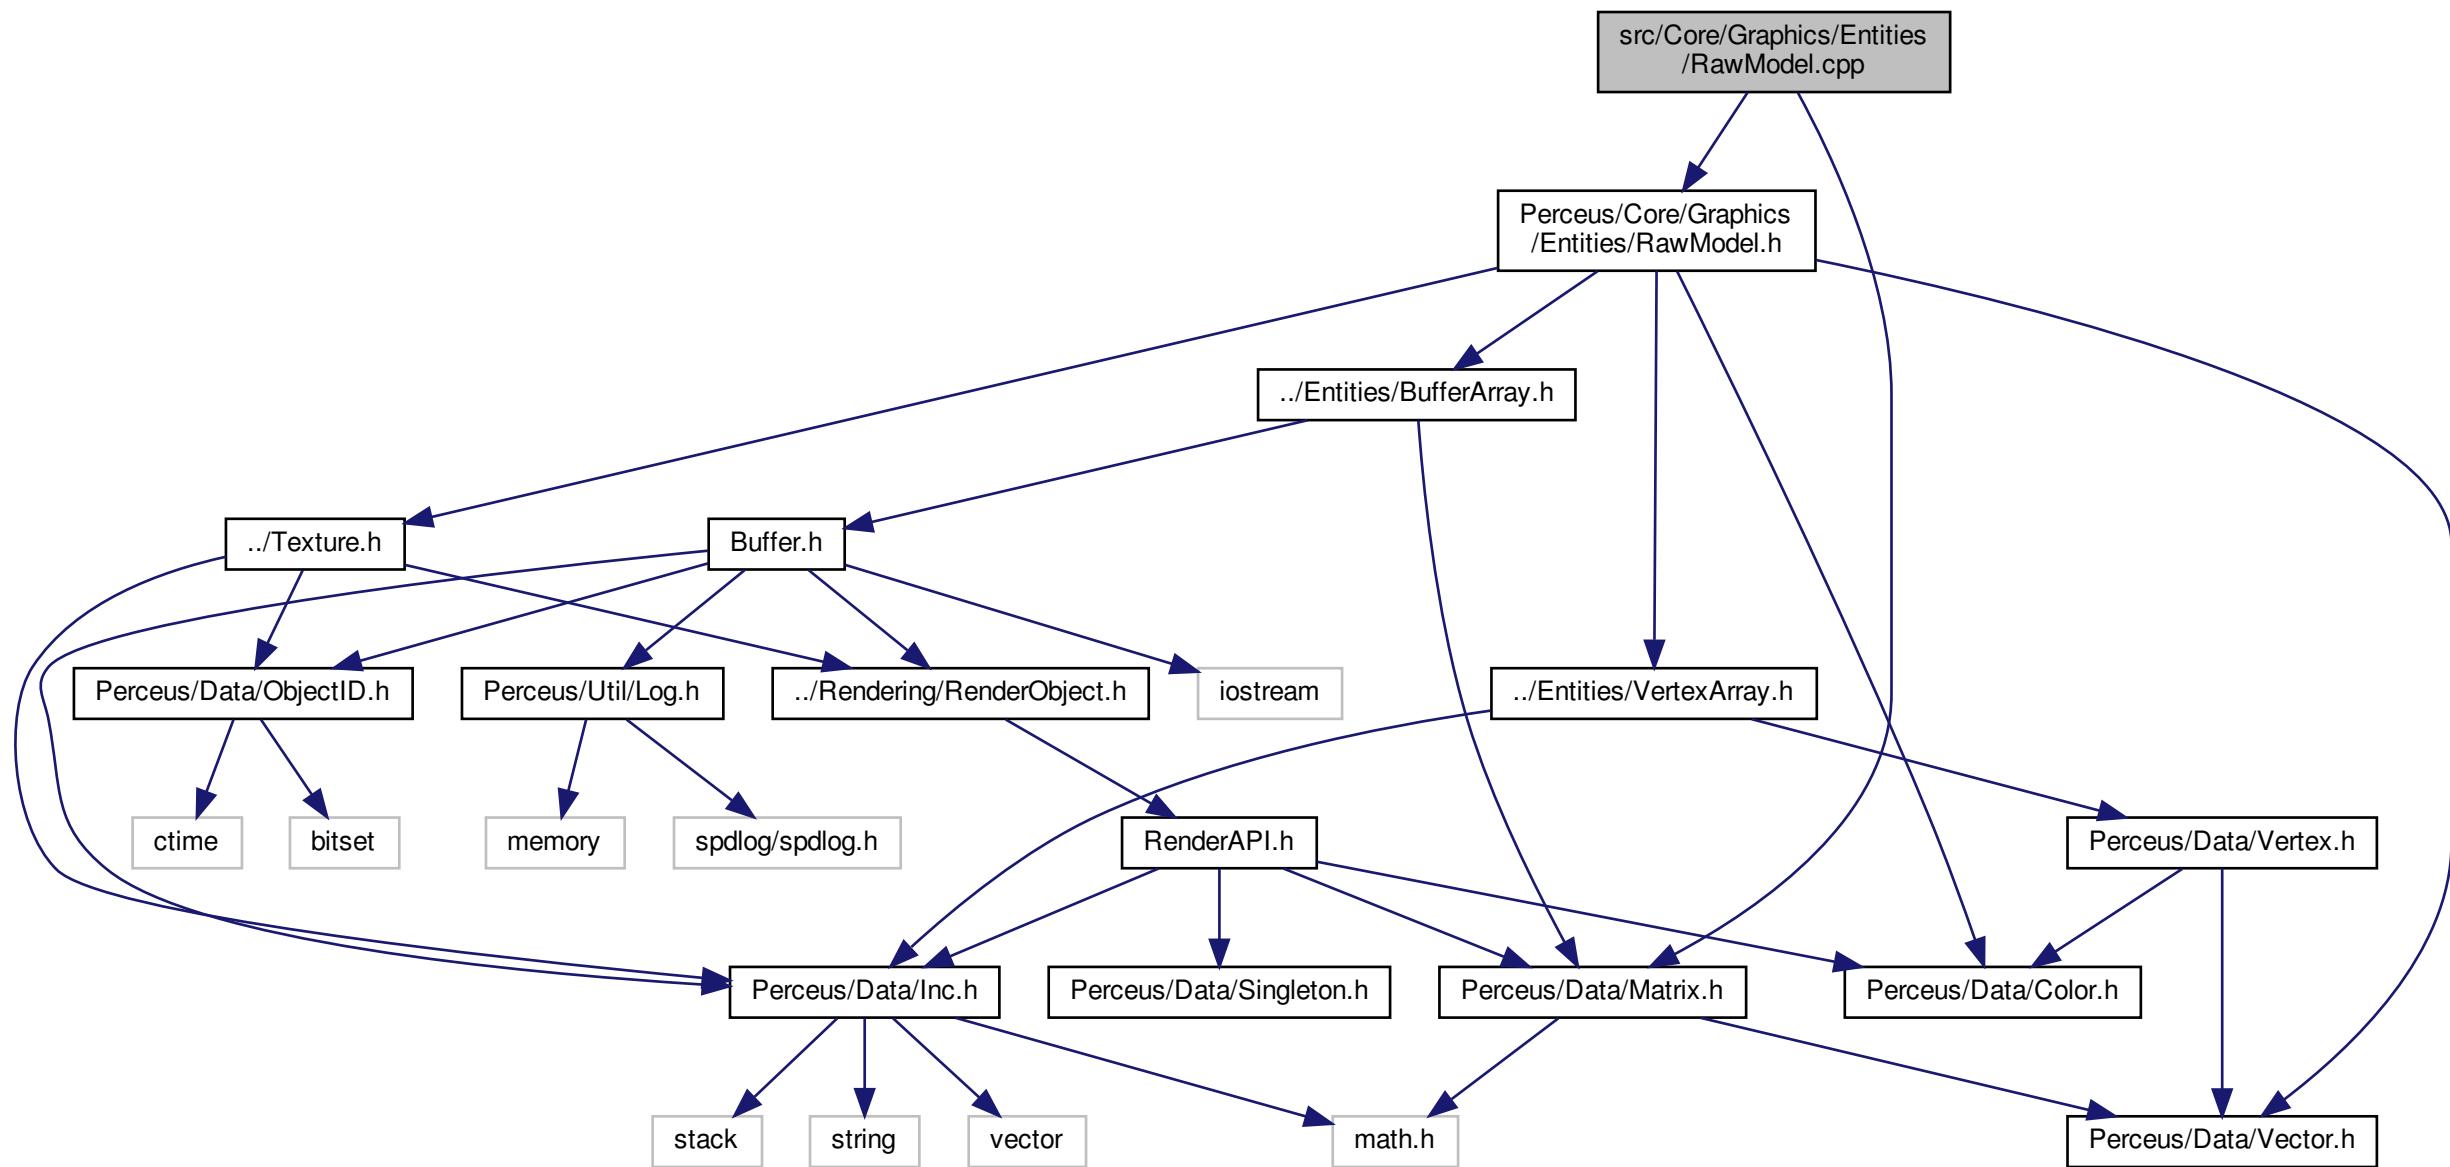 src/Core/Graphics/Entities
/RawModel.cpp
Perceus/Core/Graphics
/Entities/RawModel.h
../Entities/BufferArray.h
../Texture.h
Buffer.h
Perceus/Data/ObjectID.h
Perceus/Util/Log.h
../Rendering/RenderObject.h
iostream
../Entities/VertexArray.h
ctime
bitset
memory
spdlog/spdlog.h
RenderAPI.h
Perceus/Data/Vertex.h
Perceus/Data/Inc.h
Perceus/Data/Singleton.h
Perceus/Data/Matrix.h
Perceus/Data/Color.h
stack
string
vector
math.h
Perceus/Data/Vector.h